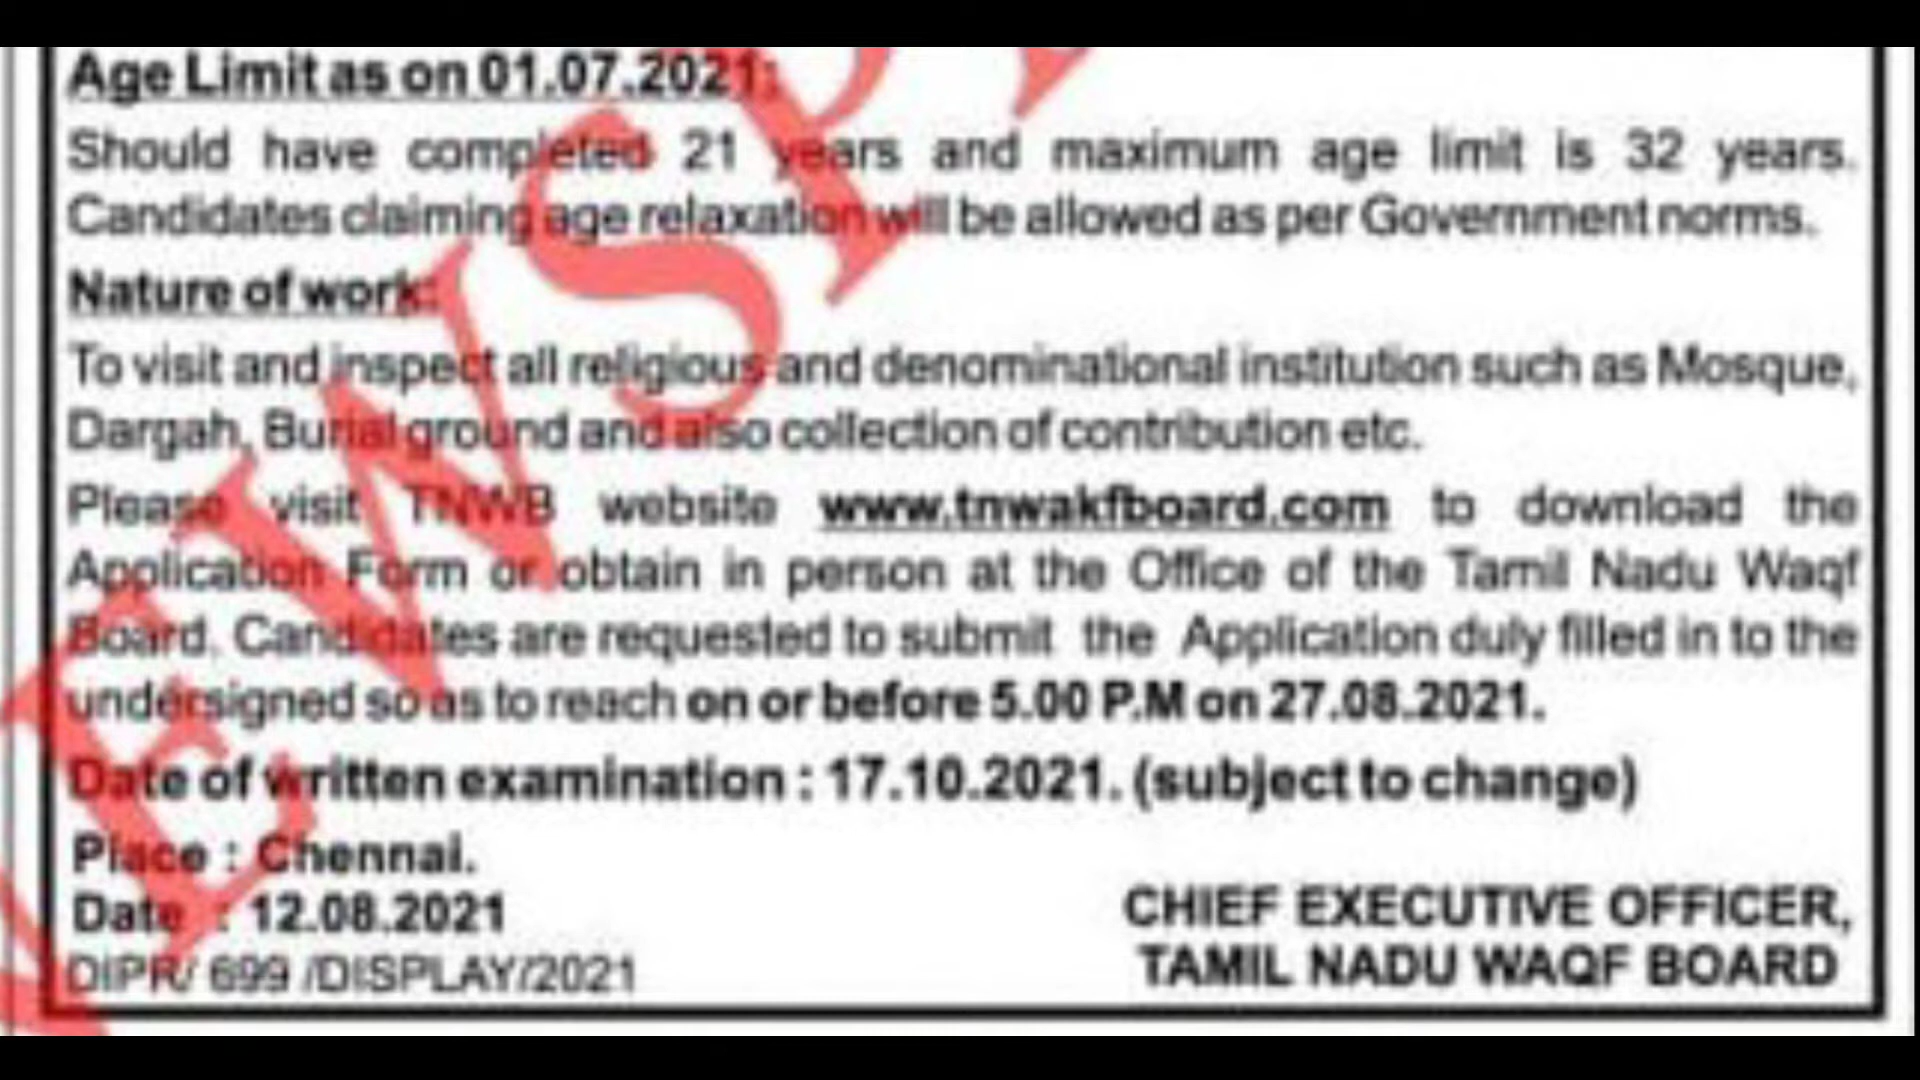 Age Limit as on 01.07.2021:
Should have completed 21 years and maximum age limit is 32 years.
Candidates claiming age relaxation will be allowed as per Government norms.
Nature of work:
To visit and inspect all religious and denominational institution such as Mosque,
Dargah, Burial ground and also collection of contribution etc.
Please visit TNWB website www.tnwakfboard.com to download the
Application Form or obtain in person at the Office of the Tamil Nadu Waqf
Board. Candidates are requested to submit the Application duly filled in to the
undersigned so as to reach on or before 5.00 P.M on 27.08.2021.
Date of written examination : 17.10.2021. (subject to change)
Place : Chennai.
Date : 12.08.2021
DIPR/ 699 /DISPLAY/2021
CHIEF EXECUTIVE OFFICER,
TAMIL NADU WAQF BOARD